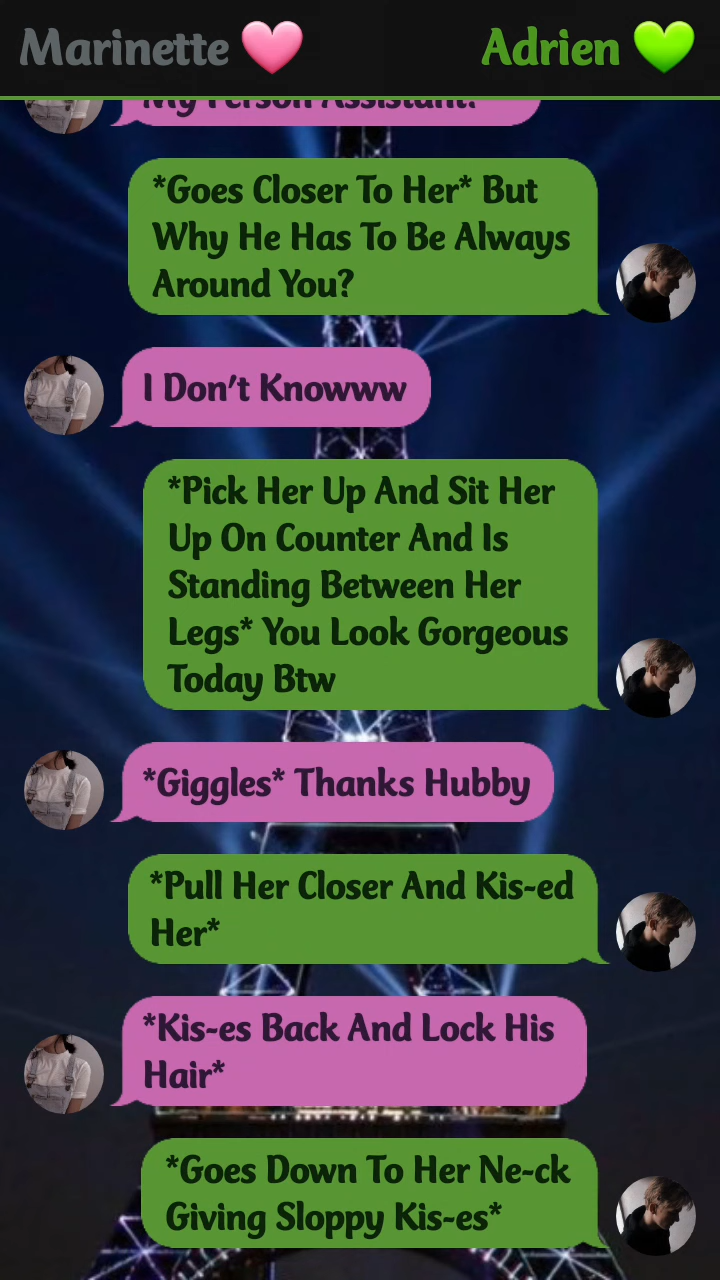 Marinette 🩷 Adrien 💚
My Person Assistant!
*Goes Closer To Her* But
Why He Has To Be Always
Around You?
I Don't Knowww
*Pick Her Up And Sit Her
Up On Counter And Is
Standing Between Her
Legs* You Look Gorgeous
Today Btw
*Giggles* Thanks Hubby
*Pull Her Closer And Kis-ed
Her*
*Kis-es Back And Lock His
Hair*
*Goes Down To Her Ne-ck
Giving Sloppy Kis-es*